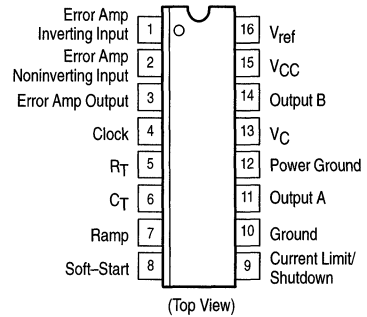 Error Amp
Inverting Input
1
16
Vref
Error Amp
Noninverting Input
2
15
VCC
Error Amp Output
3
14
Output B
Clock
4
13
VC
RT
5
12
Power Ground
CT
6
11
Output A
Ramp
7
10
Ground
Soft–Start
8
9
Current Limit/
Shutdown
(Top View)